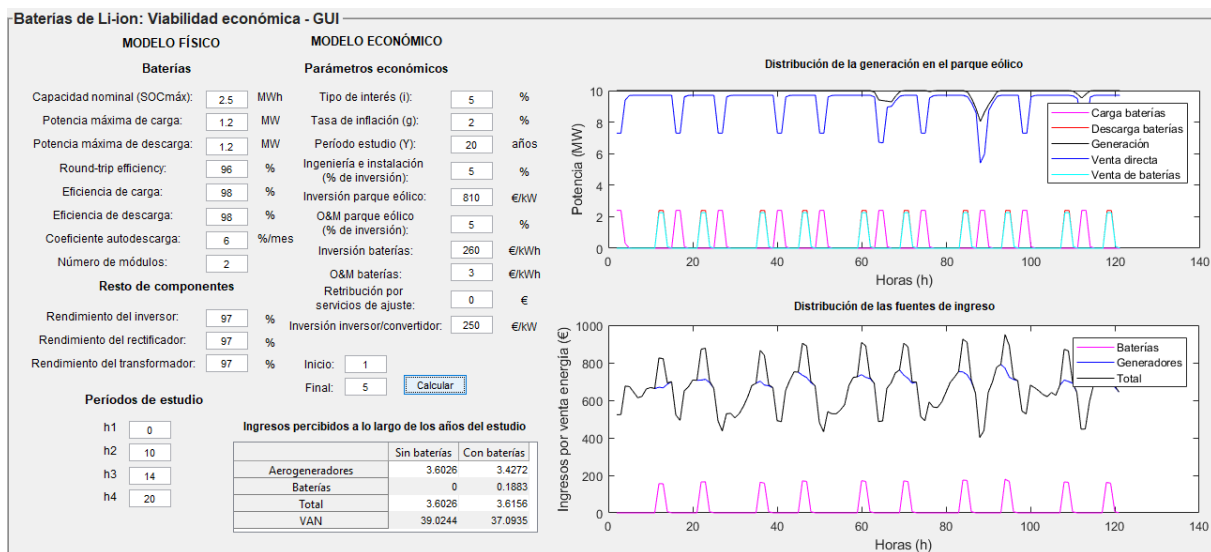 Baterías de Li-ion: Viabilidad económica - GUI
MODELO FÍSICO
Baterías
Capacidad nominal (SOCmáx): 2.5 MWh
Potencia máxima de carga: 1.2 MW
Potencia máxima de descarga: 1.2 MW
Round-trip efficiency: 96 %
Eficiencia de carga: 98 %
Eficiencia de descarga: 98 %
Coeficiente autodescarga: 6 %/mes
Número de módulos: 2
Resto de componentes
Rendimiento del inversor: 97 %
Rendimiento del rectificador: 97 %
Rendimiento del transformador: 97 %
Períodos de estudio
h1 0
h2 10
h3 14
h4 20
MODELO ECONÓMICO
Parámetros económicos
Tipo de interés (i): 5 %
Tasa de inflación (g): 2 %
Período estudio (Y): 20 años
Ingeniería e instalación
(% de inversión): 5 %
Inversión parque eólico: 810 €/kW
O&M parque eólico
(% de inversión): 5 %
Inversión baterías: 260 €/kWh
O&M baterías: 3 €/kWh
Retribución por
servicios de ajuste: 0 €
Inversión inversor/convertidor: 250 €/kW
Inicio: 1
Final: 5 Calcular
Ingresos percibidos a lo largo de los años del estudio
Sin baterías Con baterías
Aerogeneradores 3.6026 3.4272
Baterías 0 0.1883
Total 3.6026 3.6156
VAN 39.0244 37.0935
Distribución de la generación en el parque eólico
Potencia (MW)
10
8
6
4
2
0
Carga baterías
Descarga baterías
Generación
Venta directa
Venta de baterías
0 20 40 60 80 100 120 140
Horas (h)
Distribución de las fuentes de ingreso
Ingresos por venta energía (€)
1000
800
600
400
200
0
Baterías
Generadores
Total
0 20 40 60 80 100 120 140
Horas (h)